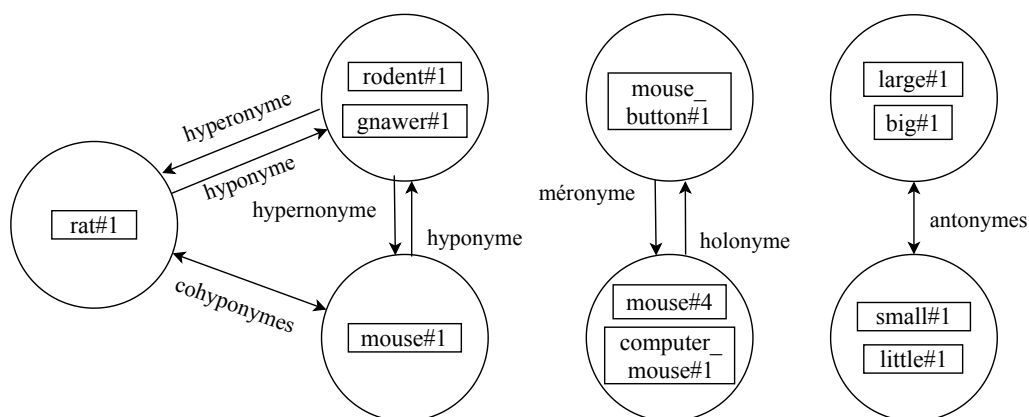 rodent#1
gnawer#1
hyperonyme
hyponyme
rat#1
hypernonyme
hyponyme
cohyponymes
mouse#1
mouse_
button#1
méronyme
holonyme
mouse#4
computer_
mouse#1
large#1
big#1
antonymes
small#1
little#1